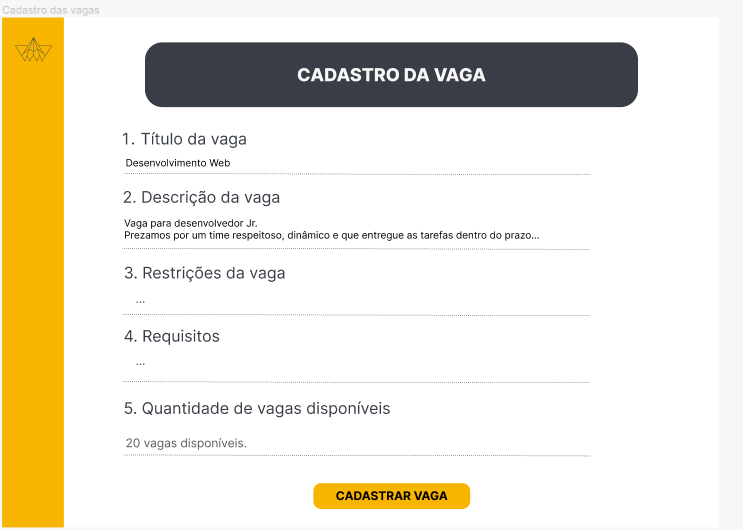 Cadastro das vagas
CADASTRO DA VAGA
1. Título da vaga
Desenvolvimento Web
2. Descrição da vaga
Vaga para desenvolvedor Jr.
Prezamos por um time respeitoso, dinâmico e que entregue as tarefas dentro do prazo...
3. Restrições da vaga
...
4. Requisitos
...
5. Quantidade de vagas disponíveis
20 vagas disponíveis.
CADASTRAR VAGA